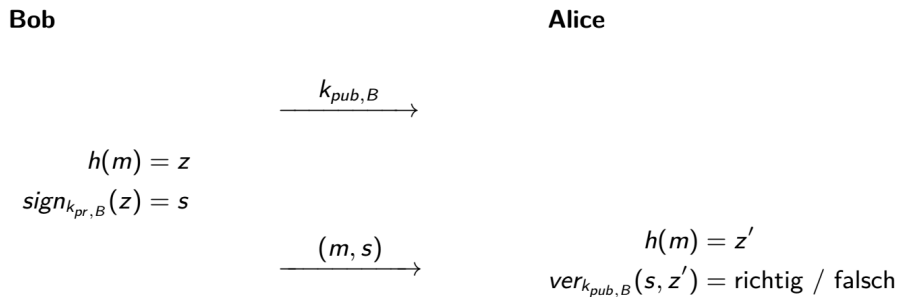 Bob Alice
k_{pub,B}
h(m) = z
sign_{k_{pr,B}}(z) = s
(m, s)
h(m) = z′
ver_{k_{pub,B}}(s, z′) = richtig / falsch